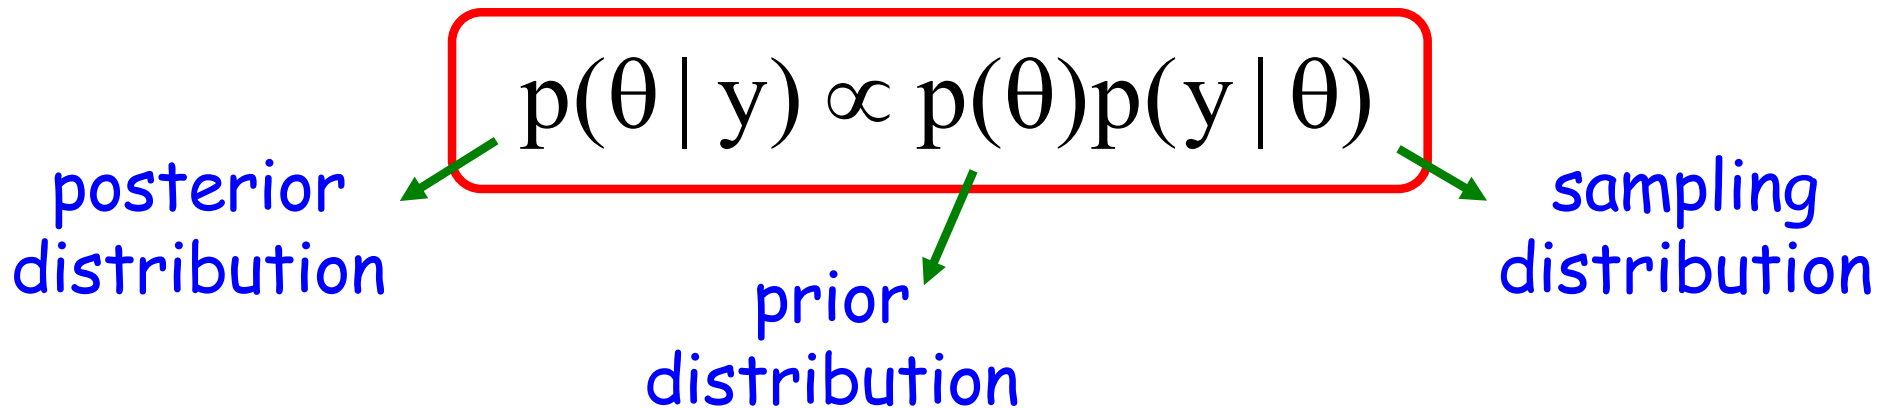 p(θ | y) ∝ p(θ)p(y | θ)
posterior
distribution
prior
distribution
sampling
distribution